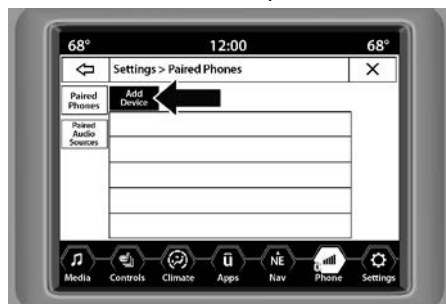 68° 12:00 68°
Settings > Paired Phones X
Paired
Phones
Add
Device
Paired
Audio
Sources
ū NE
Media Controls Climate Apps Nav Phone Settings